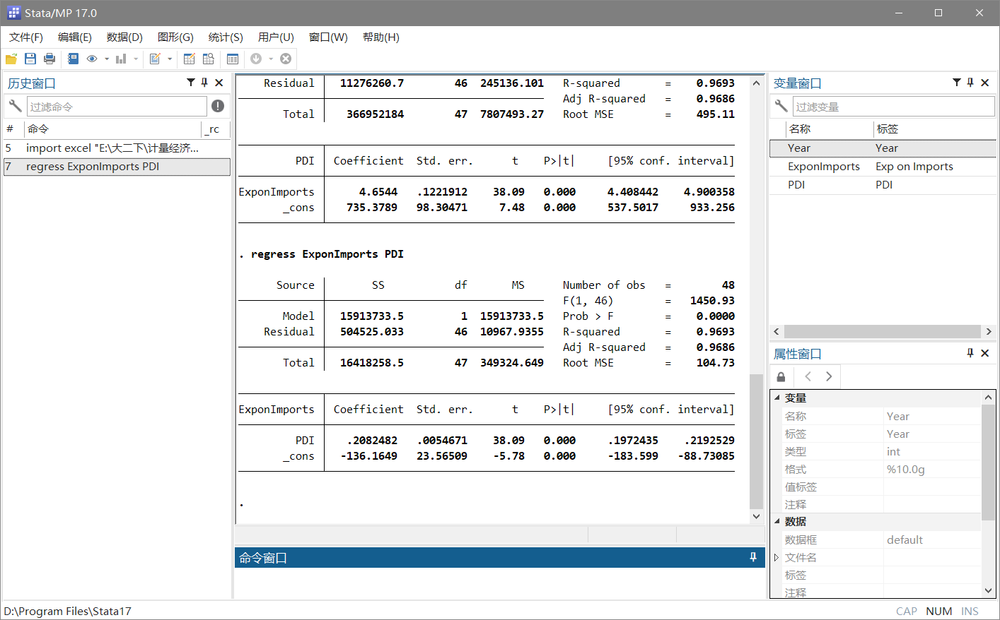 Stata/MP 17.0
文件(F) 编辑(E) 数据(D) 图形(G) 统计(S) 用户(U) 窗口(W) 帮助(H)
历史窗口
过滤命令
# 命令 _rc
5 import excel "E:\大二下\计量经济...
7 regress ExponImports PDI
Residual 11276260.7 46 245136.101 R-squared = 0.9693
Adj R-squared = 0.9686
Total 366952184 47 7807493.27 Root MSE = 495.11
PDI Coefficient Std. err. t P>|t| [95% conf. interval]
ExponImports 4.6544 .1221912 38.09 0.000 4.408442 4.900358
_cons 735.3789 98.30471 7.48 0.000 537.5017 933.256
. regress ExponImports PDI
Source SS df MS Number of obs = 48
F(1, 46) = 1450.93
Model 15913733.5 1 15913733.5 Prob > F = 0.0000
Residual 504525.033 46 10967.9355 R-squared = 0.9693
Adj R-squared = 0.9686
Total 16418258.5 47 349324.649 Root MSE = 104.73
ExponImports Coefficient Std. err. t P>|t| [95% conf. interval]
PDI .2082482 .0054671 38.09 0.000 .1972435 .2192529
_cons -136.1649 23.56509 -5.78 0.000 -183.599 -88.73085
.
命令窗口
变量窗口
过滤变量
名称 标签
Year Year
ExponImports Exp on Imports
PDI PDI
属性窗口
变量
名称 Year
标签 Year
类型 int
格式 %10.0g
值标签
注释
数据
数据框 default
文件名
标签
注释
D:\Program Files\Stata17
CAP NUM INS